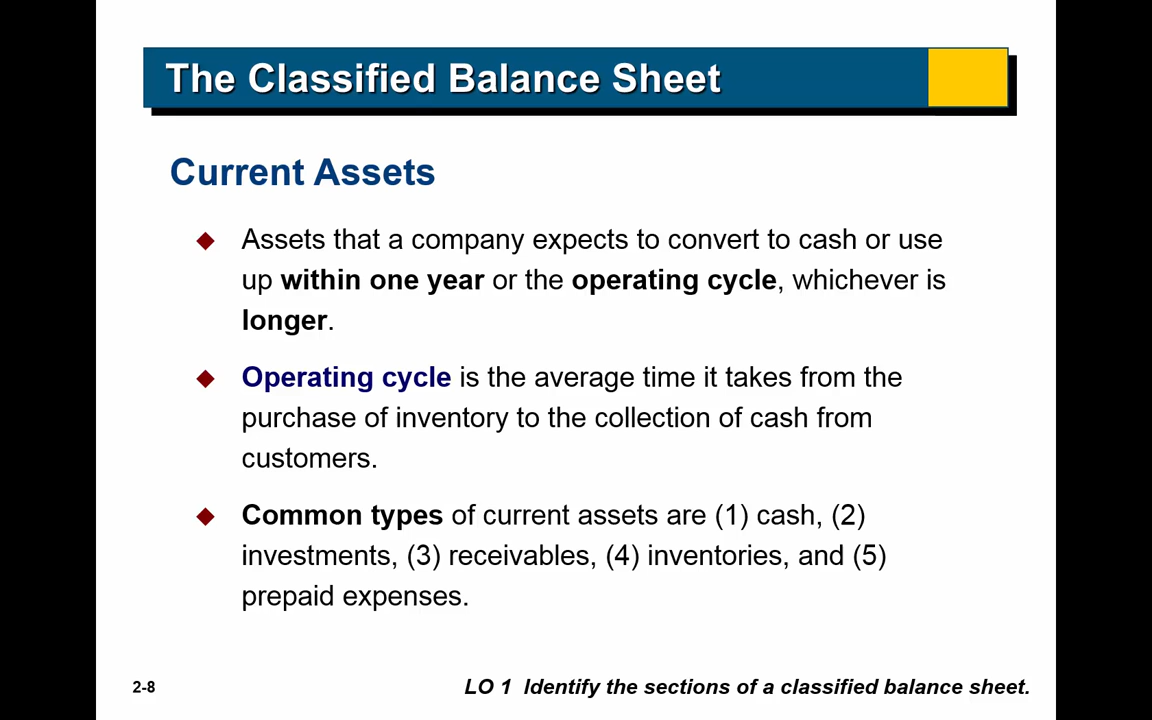 The Classified Balance Sheet
Current Assets
Assets that a company expects to convert to cash or use
up within one year or the operating cycle, whichever is
longer.
Operating cycle is the average time it takes from the
purchase of inventory to the collection of cash from
customers.
Common types of current assets are (1) cash, (2)
investments, (3) receivables, (4) inventories, and (5)
prepaid expenses.
2-8
LO 1 Identify the sections of a classified balance sheet.